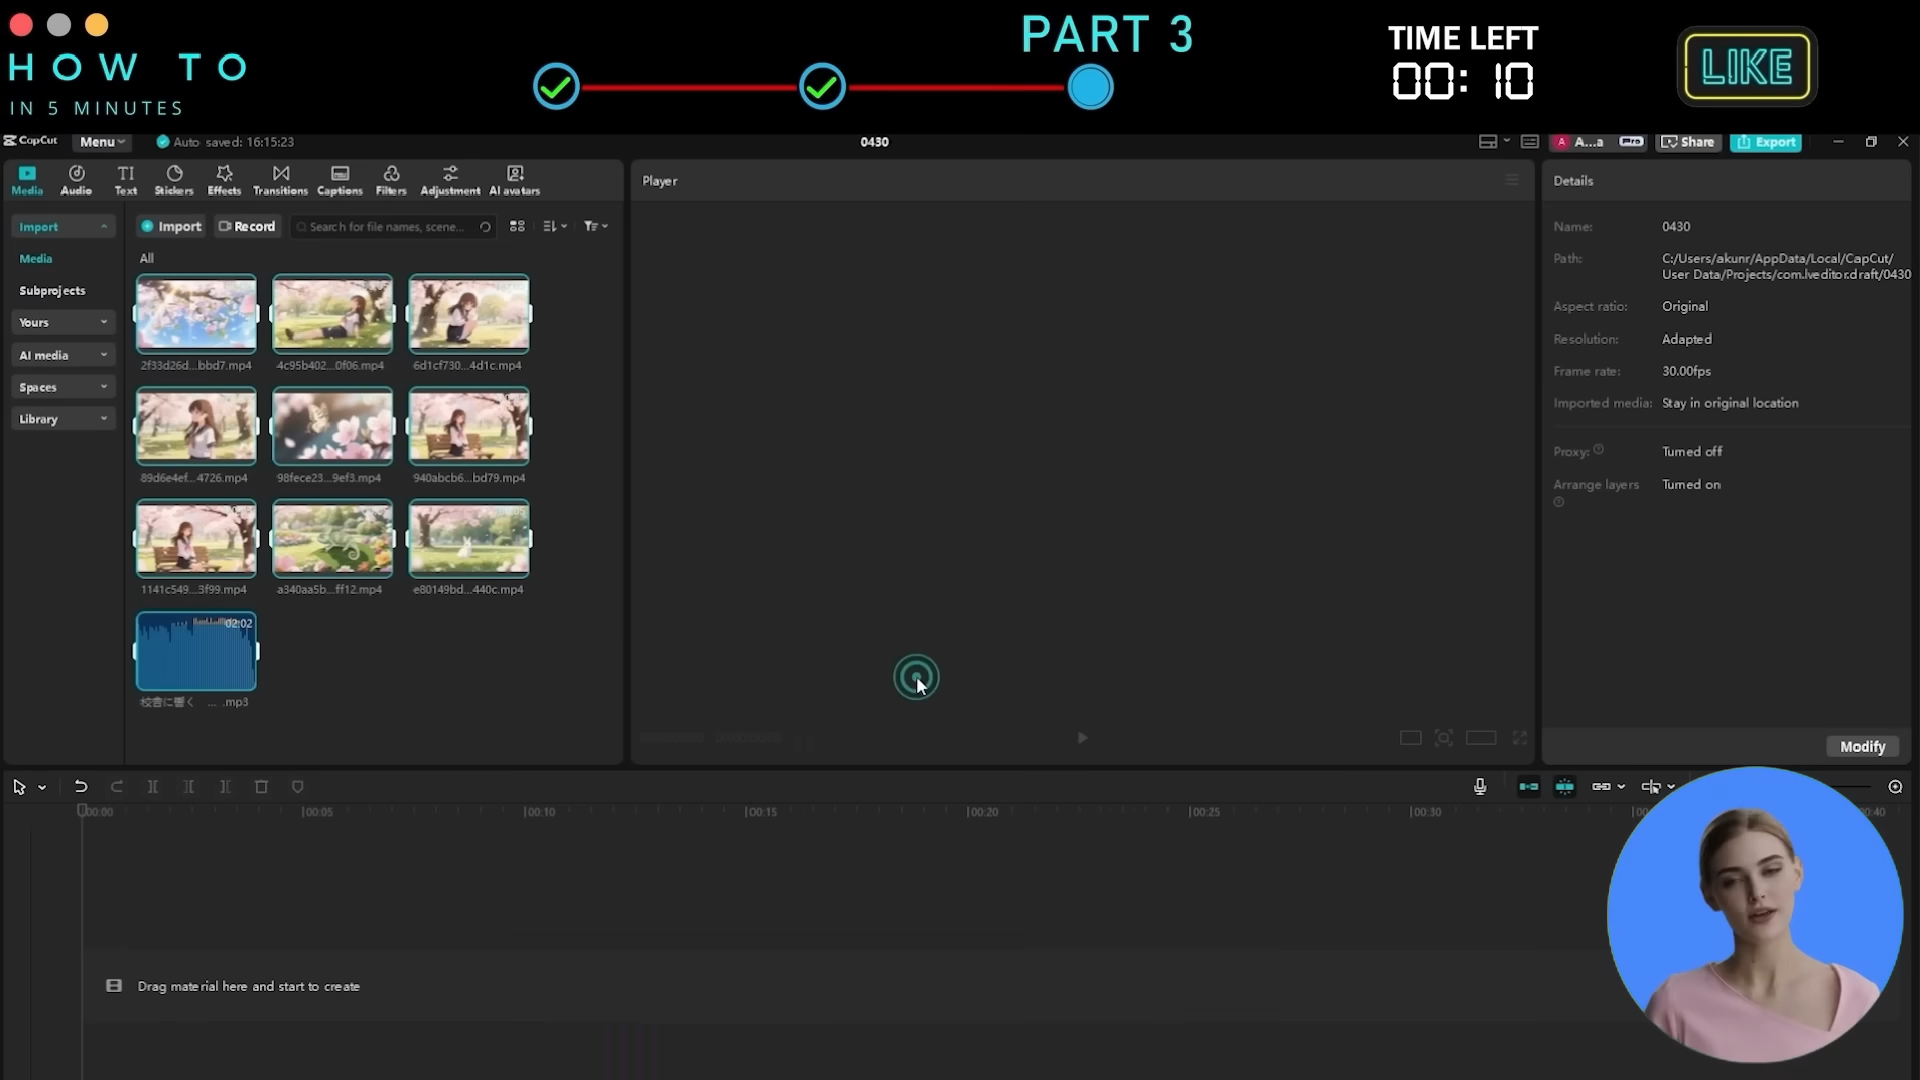 PART 3
TIME LEFT
00: 10
LIKE
HOW TO
IN 5 MINUTES
CapCut
Menu
Auto saved: 16:15:23
0430
A...a
Pro
Share
Export
Media
Audio
Text
Stickers
Effects
Transitions
Captions
Filters
Adjustment
AI avatars
Import
Media
Subprojects
Yours
AI media
Spaces
Library
Import
Record
Search for file names, scene...
All
2f33d26d...bbd7.mp4
4c95b402...0f06.mp4
6d1cf730...4d1c.mp4
89d6e4ef...4726.mp4
98fece23...9ef3.mp4
940abcb6...bd79.mp4
1141c549...3f99.mp4
a340aa5b...ff12.mp4
e80149bd...440c.mp4
02:02
校舎に響く ... .mp3
Player
Details
Name: 0430
Path: C:/Users/akunr/AppData/Local/CapCut/
User Data/Projects/com.lveditor.draft/0430
Aspect ratio: Original
Resolution: Adapted
Frame rate: 30.00fps
Imported media: Stay in original location
Proxy: Turned off
Arrange layers Turned on
Modify
00:00
00:05
00:10
00:15
00:20
00:25
00:30
Drag material here and start to create